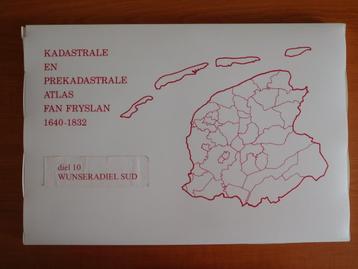 KADASTRALE
EN
PREKADASTRALE
ATLAS
FAN FRYSLAN
1640-1832
diel 10
WUNSERADIEL SUD